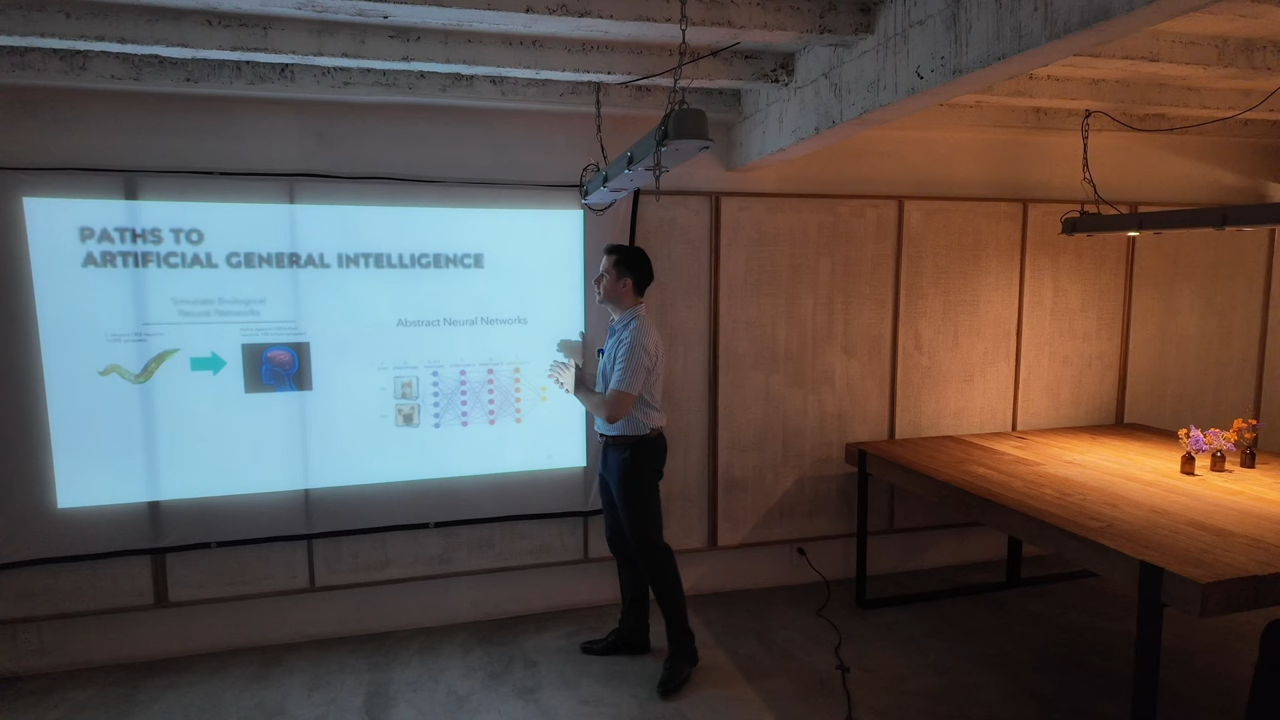 PATHS TO
ARTIFICIAL GENERAL INTELLIGENCE
Simulate Biological
Neural Networks
Abstract Neural Networks